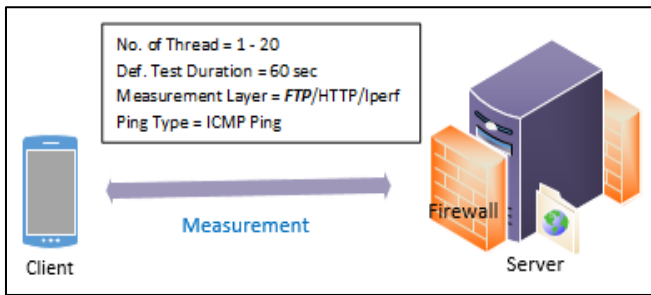 No. of Thread = 1 - 20
Def. Test Duration = 60 sec
Measurement Layer = FTP/HTTP/Iperf
Ping Type = ICMP Ping
Firewall
Measurement
Client
Server